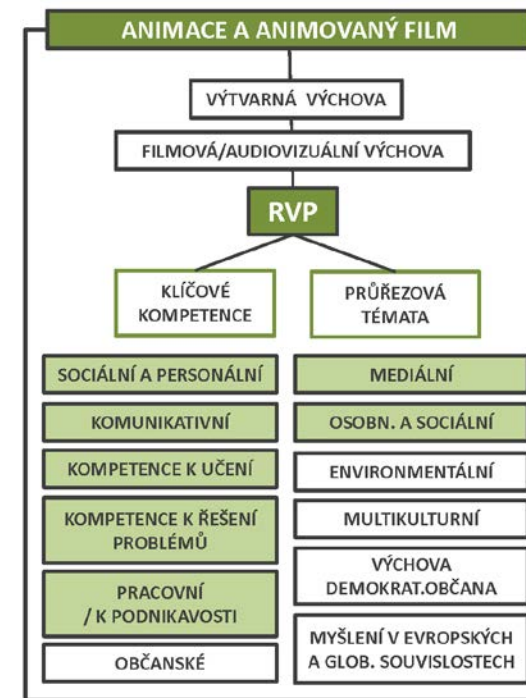 ANIMACE A ANIMOVANÝ FILM
VÝTVARNÁ VÝCHOVA
FILMOVÁ/AUDIOVIZUÁLNÍ VÝCHOVA
RVP
KLÍČOVÉ
KOMPETENCE
PRŮŘEZOVÁ
TÉMATA
SOCIÁLNÍ A PERSONÁLNÍ
KOMUNIKATIVNÍ
KOMPETENCE K UČENÍ
KOMPETENCE K ŘEŠENÍ
PROBLÉMŮ
PRACOVNÍ
/ K PODNIKAVOSTI
OBČANSKÉ
MEDIÁLNÍ
OSOBN. A SOCIÁLNÍ
ENVIRONMENTÁLNÍ
MULTIKULTURNÍ
VÝCHOVA
DEMOKRAT.OBČANA
MYŠLENÍ V EVROPSKÝCH
A GLOB. SOUVISLOSTECH